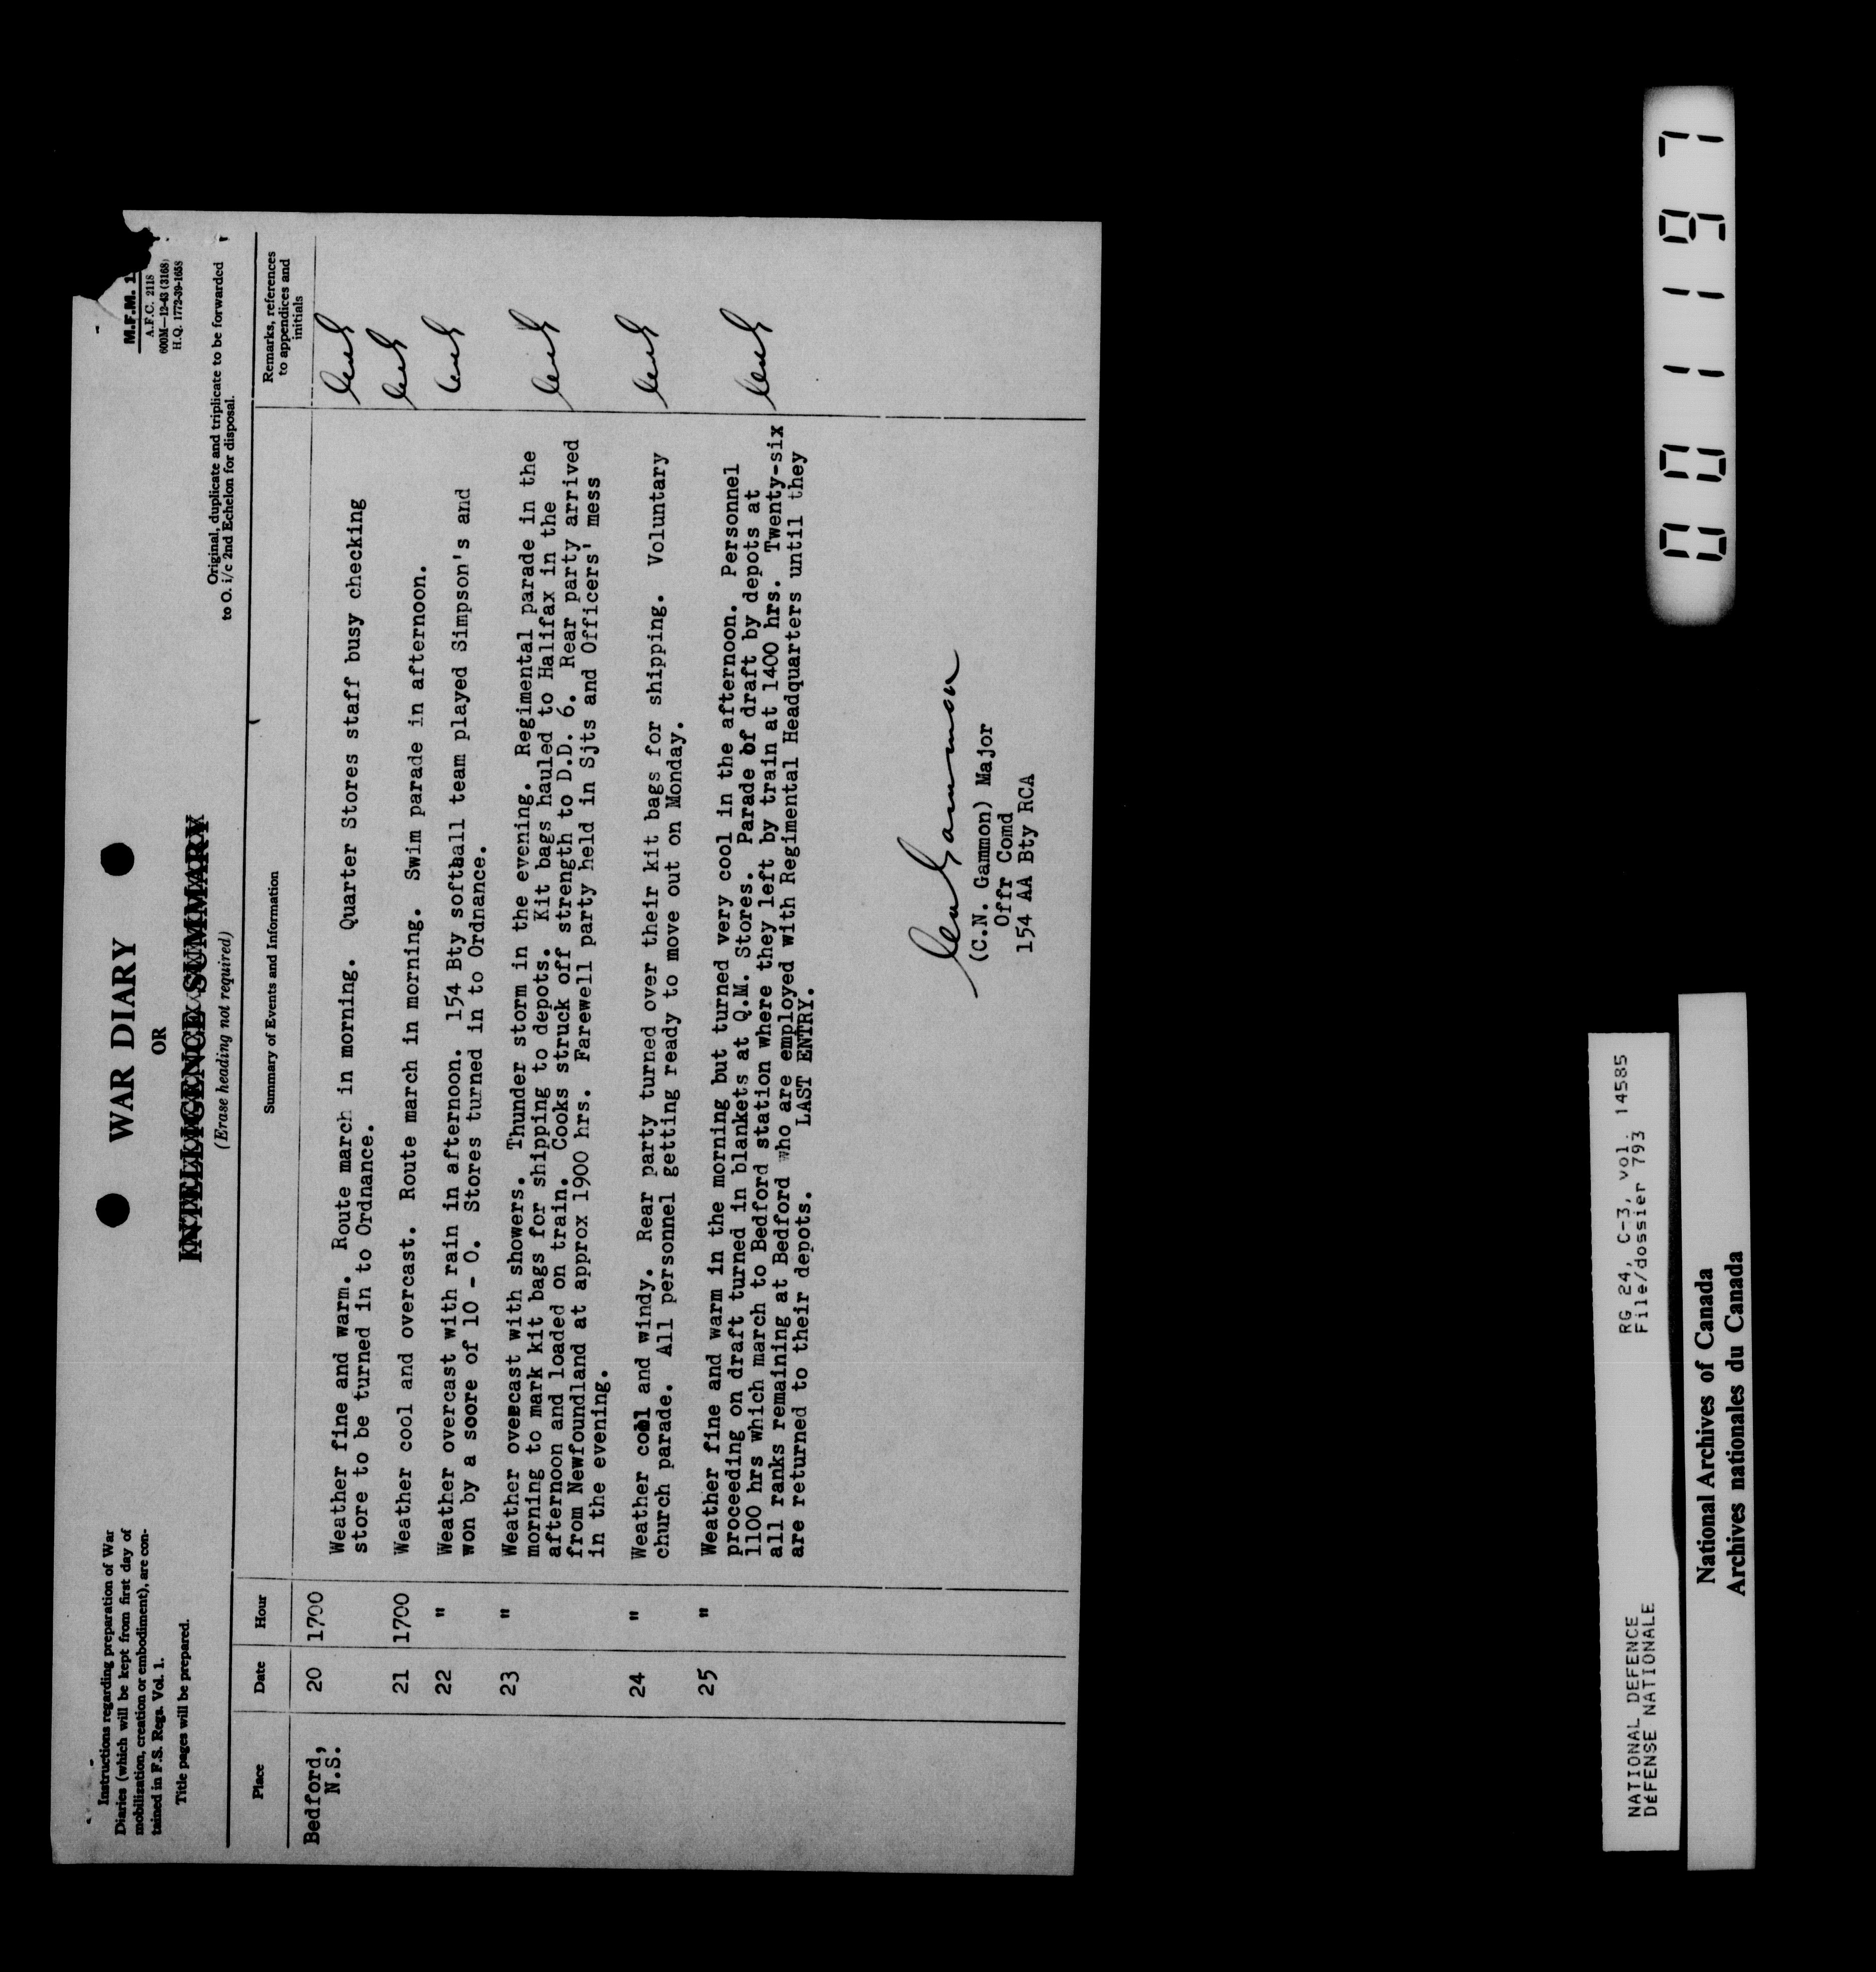 Instructions regarding preparation of War
Diaries (which will be kept from first day of
mobilization, creation or embodiment), are con-
tained in F.S. Regs. Vol. 1.
Title pages will be prepared.
WAR DIARY
OR
INTELLIGENCE SUMMARY
(Erase heading not required)
M.F.M. 1
A.F.C. 2118
600M—12-43 (3168)
H.Q. 1772-39-1658
Original, duplicate and triplicate to be forwarded
to O. i/c 2nd Echelon for disposal.
Place Date Hour Summary of Events and Information Remarks, references
to appendices and
initials
Bedford, 20 1700
N.S.
Weather fine and warm. Route march in morning. Quarter Stores staff busy checking
store to be turned in to Ordnance.
21 1700 Weather cool and overcast. Route march in morning. Swim parade in afternoon.
22 " Weather overcast with rain in afternoon. 154 Bty softball team played Simpson's and
won by a soore of 10 - 0. Stores turned in to Ordnance.
23 " Weather overcast with showers. Thunder storm in the evening. Regimental parade in the
morning to mark kit bags for shipping to depots. Kit bags hauled to Halifax in the
afternoon and loaded on train. Cooks struck off strength to D.D. 6. Rear party arrived
from Newfoundland at approx 1900 hrs. Farewell party held in Sjts and Officers' mess
in the evening.
24 " Weather cool and windy. Rear party turned over their kit bags for shipping. Voluntary
church parade. All personnel getting ready to move out on Monday.
25 " Weather fine and warm in the morning but turned very cool in the afternoon. Personnel
proceeding on draft turned in blankets at Q.M. Stores. Parade of draft by depots at
1100 hrs which march to Bedford station where they left by train at 1400 hrs. Twenty-six
all ranks remaining at Bedford who are employed with Regimental Headquarters until they
are returned to their depots. LAST ENTRY.
CN Gammon
(C.N. Gammon) Major
Offr Comd
154 AA Bty RCA
NATIONAL DEFENCE RG 24, C-3, vol. 14585
DÉFENSE NATIONALE File/dossier 793
National Archives of Canada
Archives nationales du Canada
001197